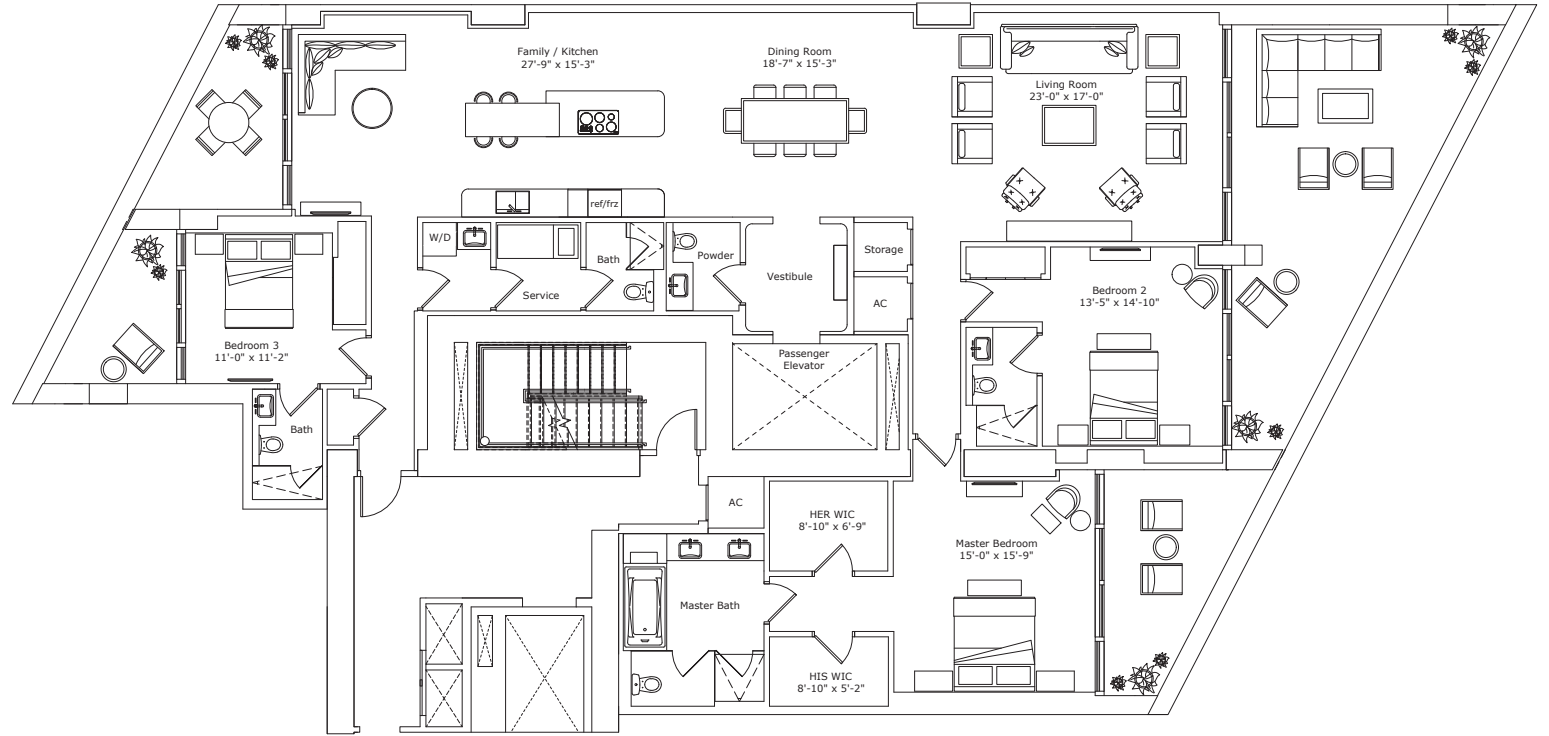 Family / Kitchen
27'-9" x 15'-3"
Dining Room
18'-7" x 15'-3"
Living Room
23'-0" x 17'-0"
ref/frz
W/D
Bath
Powder
Service
Vestibule
Storage
AC
Bedroom 2
13'-5" x 14'-10"
Bedroom 3
11'-0" x 11'-2"
Passenger
Elevator
Bath
AC
HER WIC
8'-10" x 6'-9"
Master Bedroom
15'-0" x 15'-9"
Master Bath
HIS WIC
8'-10" x 5'-2"